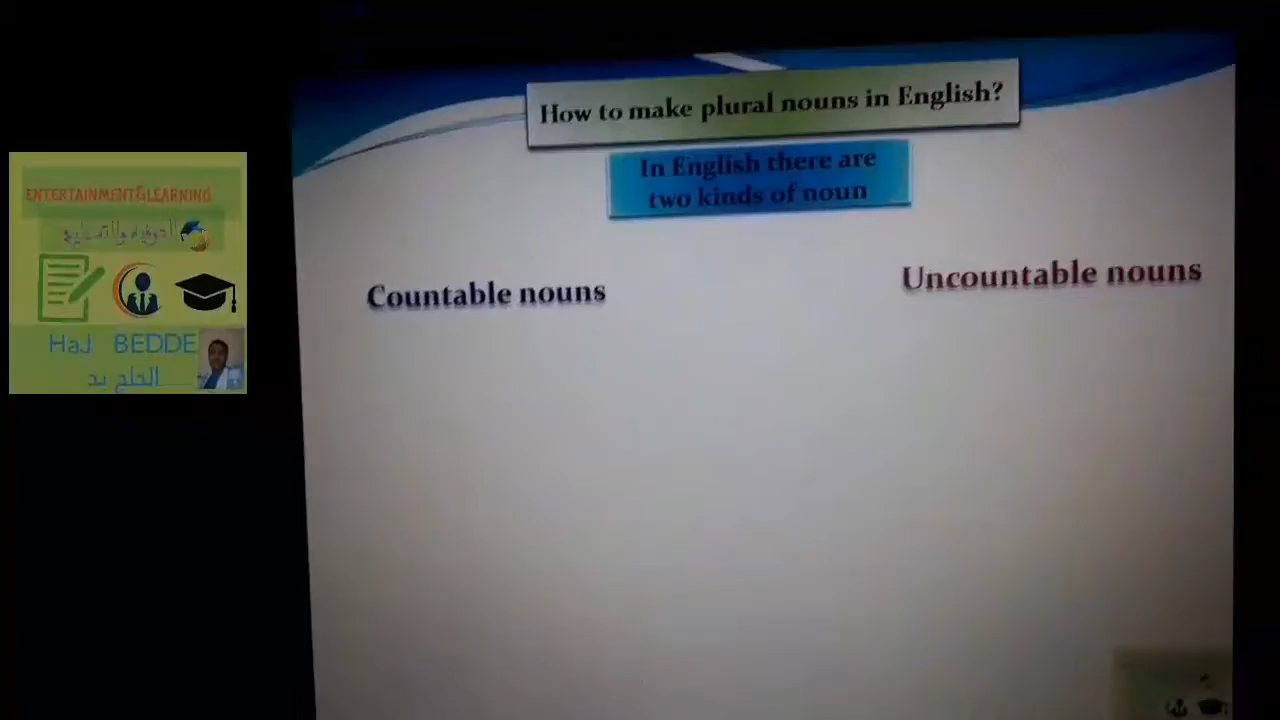 How to make plural nouns in English?
In English there are
two kinds of noun
Countable nouns
Uncountable nouns
ENTERTAINMENT&LEARNING
HaJ BEDDE